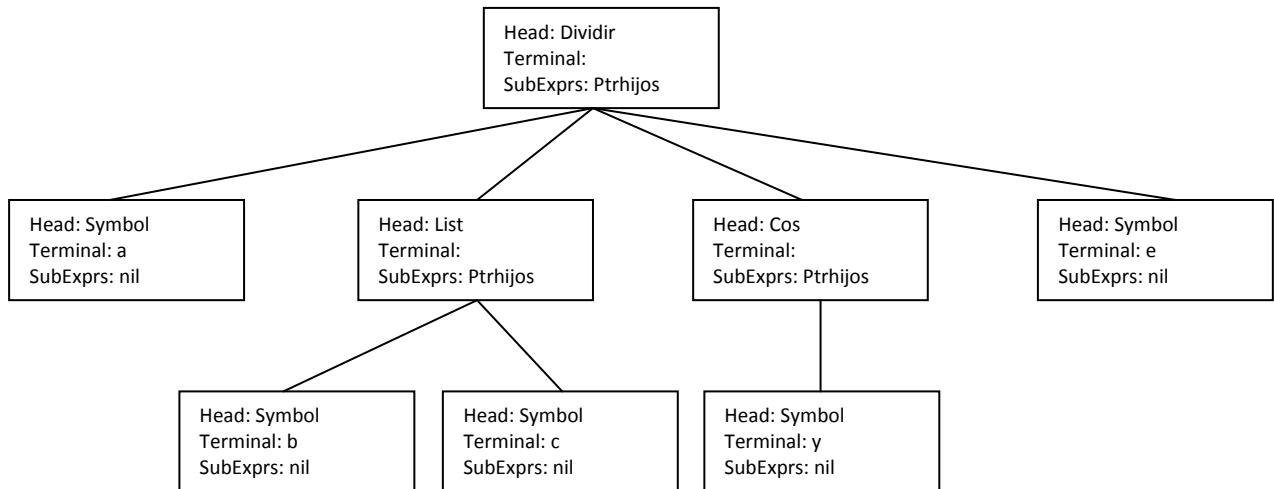 Head: Dividir
Terminal:
SubExprs: Ptrhijos
Head: Symbol
Terminal: a
SubExprs: nil
Head: List
Terminal:
SubExprs: Ptrhijos
Head: Cos
Terminal:
SubExprs: Ptrhijos
Head: Symbol
Terminal: e
SubExprs: nil
Head: Symbol
Terminal: b
SubExprs: nil
Head: Symbol
Terminal: c
SubExprs: nil
Head: Symbol
Terminal: y
SubExprs: nil